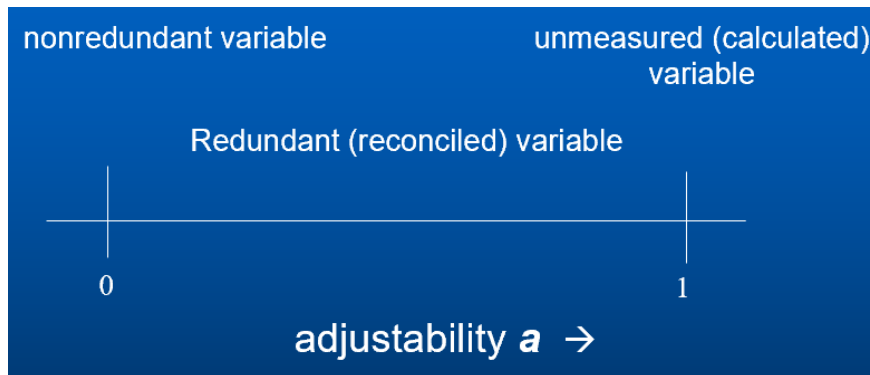 nonredundant variable
unmeasured (calculated)
variable
Redundant (reconciled) variable
0
1
adjustability a →